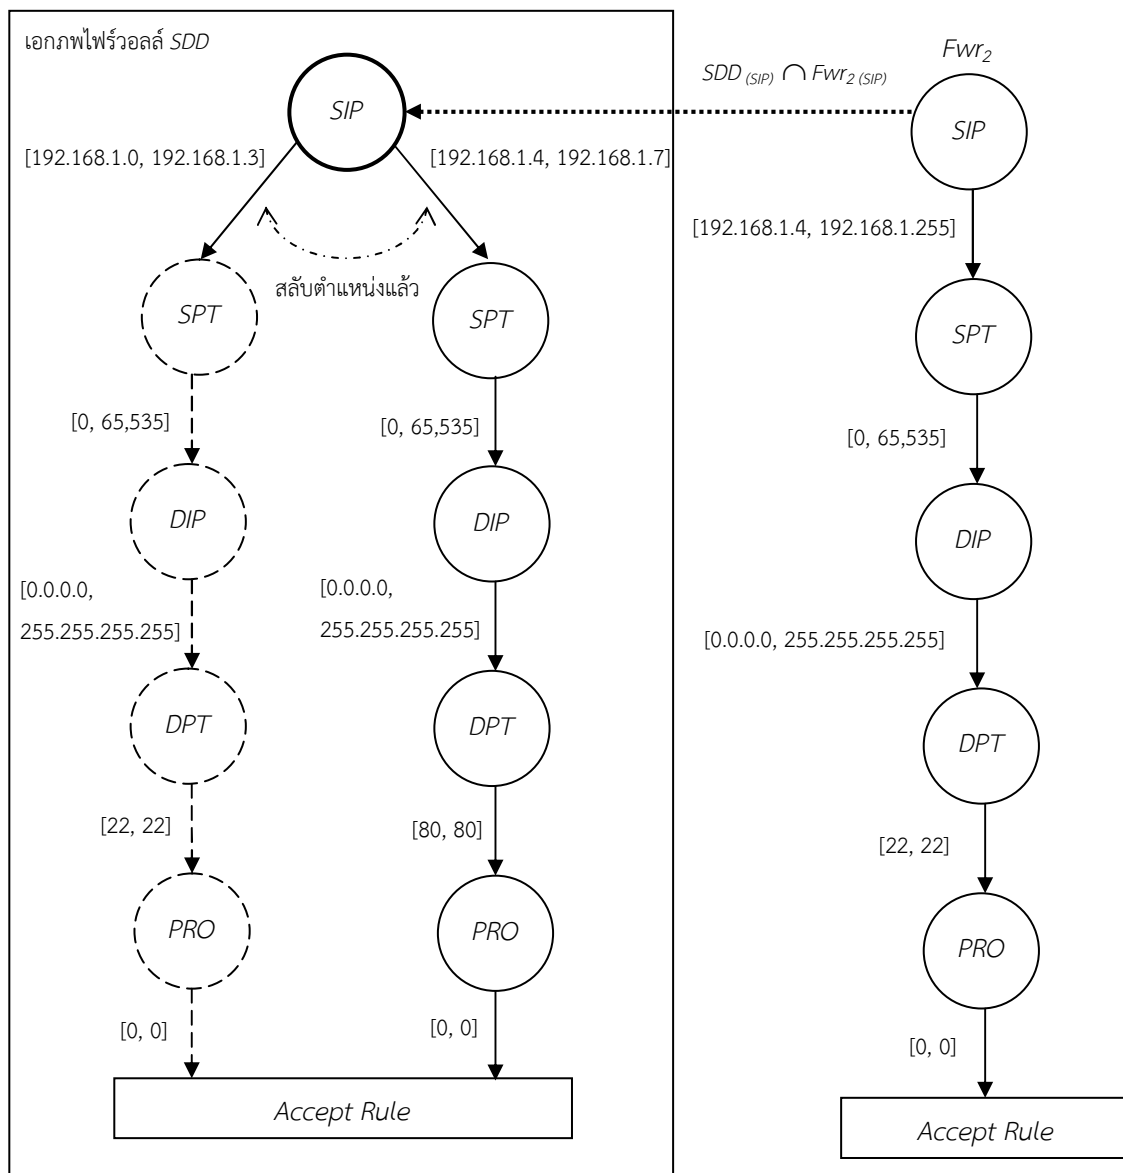 เอกภพไฟร์วอลล์ SDD
SIP
[192.168.1.0, 192.168.1.3]
[192.168.1.4, 192.168.1.7]
สลับตำแหน่งแล้ว
SPT
SPT
[0, 65,535]
[0, 65,535]
DIP
DIP
[0.0.0.0,
255.255.255.255]
[0.0.0.0,
255.255.255.255]
DPT
DPT
[22, 22]
[80, 80]
PRO
PRO
[0, 0]
[0, 0]
Accept Rule
SDD (SIP) ∩ Fwr2 (SIP)
Fwr2
SIP
[192.168.1.4, 192.168.1.255]
SPT
[0, 65,535]
DIP
[0.0.0.0, 255.255.255.255]
DPT
[22, 22]
PRO
[0, 0]
Accept Rule